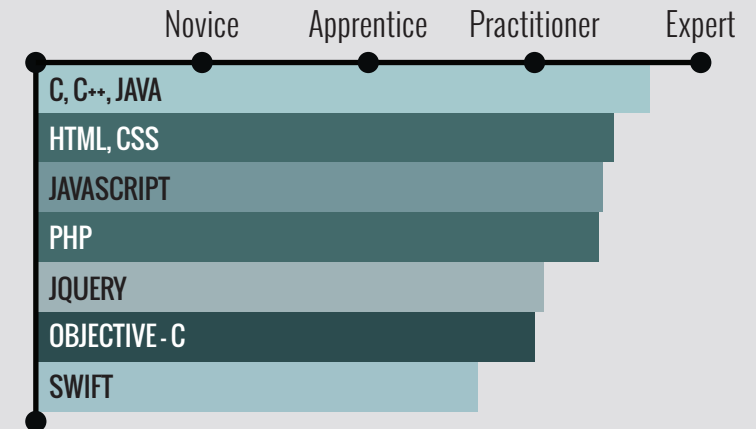 Novice Apprentice Practitioner Expert
C, C++, JAVA
HTML, CSS
JAVASCRIPT
PHP
JQUERY
OBJECTIVE - C
SWIFT